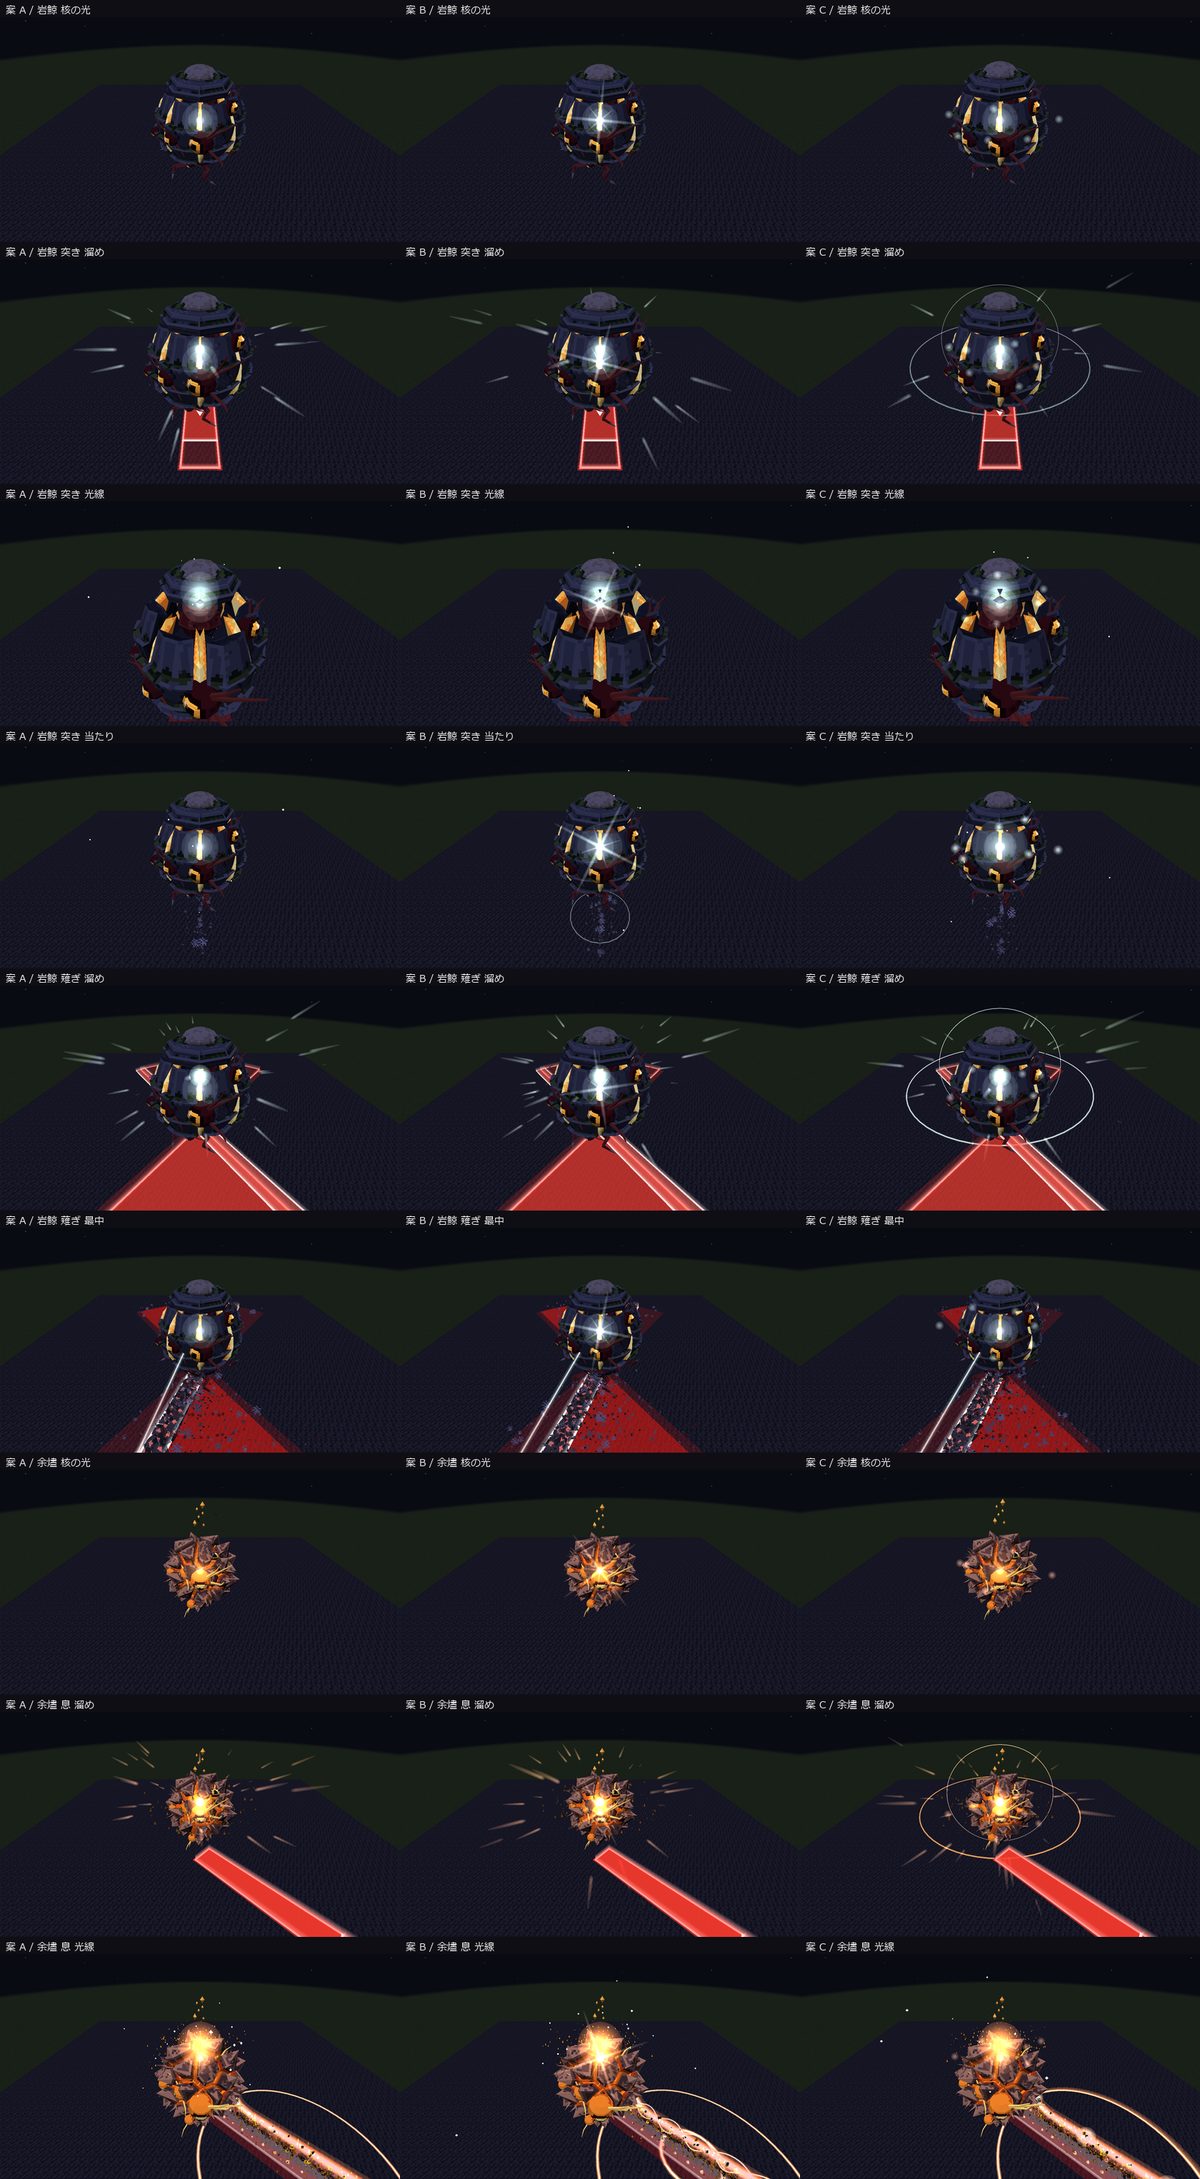 案 A / 岩鯨 核の光
案 B / 岩鯨 核の光
案 C / 岩鯨 核の光
案 A / 岩鯨 突き 溜め
案 B / 岩鯨 突き 溜め
案 C / 岩鯨 突き 溜め
案 A / 岩鯨 突き 光線
案 B / 岩鯨 突き 光線
案 C / 岩鯨 突き 光線
案 A / 岩鯨 突き 当たり
案 B / 岩鯨 突き 当たり
案 C / 岩鯨 突き 当たり
案 A / 岩鯨 薙ぎ 溜め
案 B / 岩鯨 薙ぎ 溜め
案 C / 岩鯨 薙ぎ 溜め
案 A / 岩鯨 薙ぎ 最中
案 B / 岩鯨 薙ぎ 最中
案 C / 岩鯨 薙ぎ 最中
案 A / 余燼 核の光
案 B / 余燼 核の光
案 C / 余燼 核の光
案 A / 余燼 息 溜め
案 B / 余燼 息 溜め
案 C / 余燼 息 溜め
案 A / 余燼 息 光線
案 B / 余燼 息 光線
案 C / 余燼 息 光線